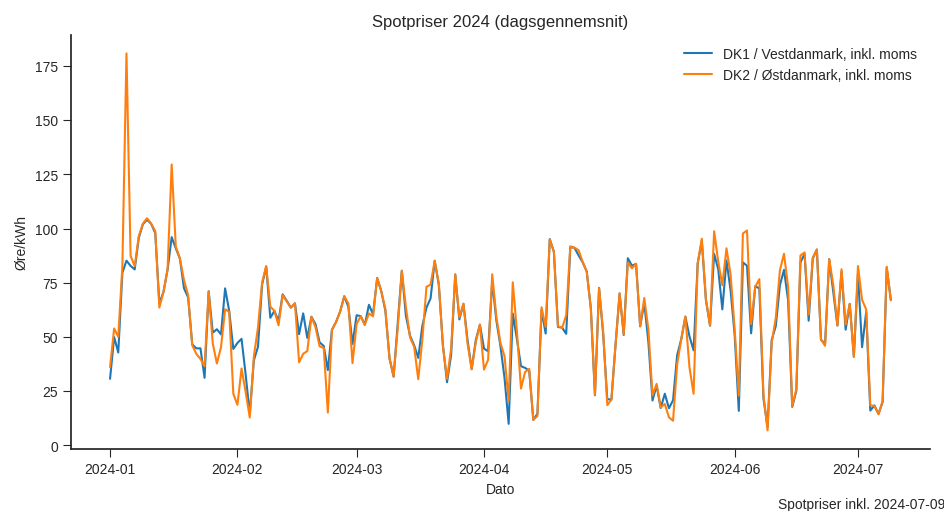 Spotpriser 2024 (dagsgennemsnit)
DK1 / Vestdanmark, inkl. moms
DK2 / Østdanmark, inkl. moms
Øre/kWh
175
150
125
100
75
50
25
0
2024-01 2024-02 2024-03 2024-04 2024-05 2024-06 2024-07
Dato
Spotpriser inkl. 2024-07-09